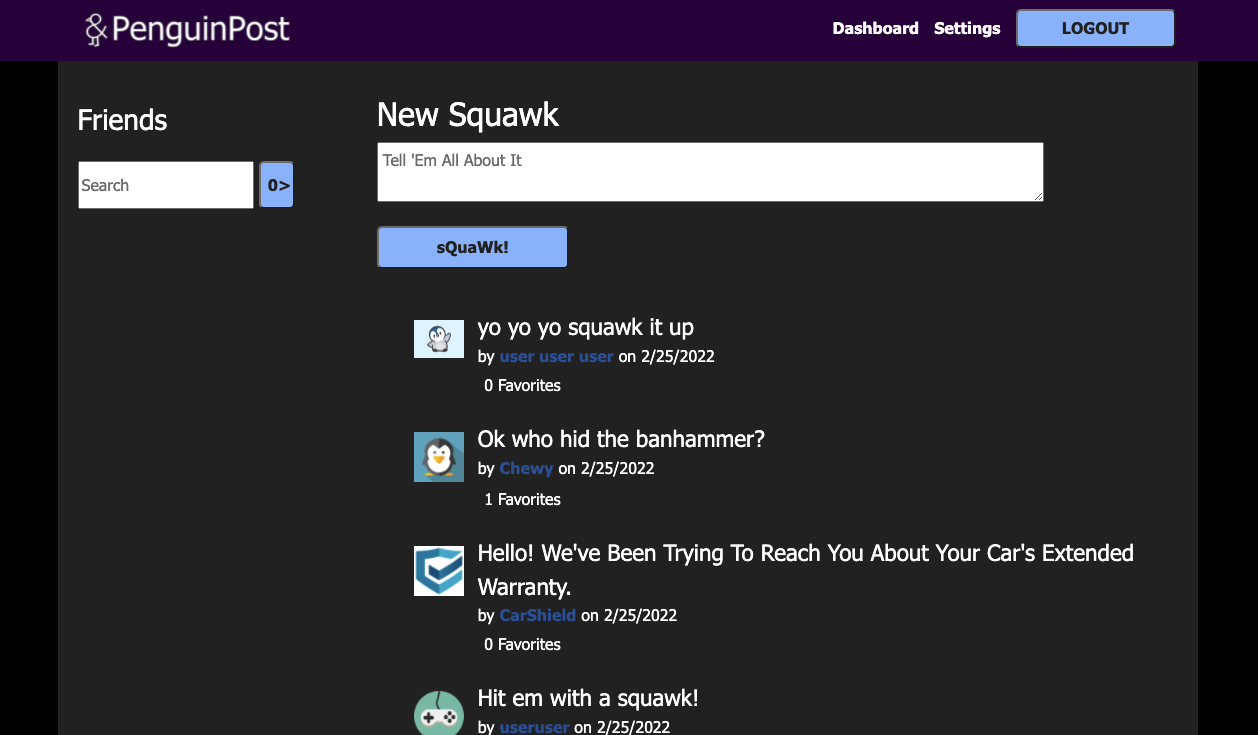 PenguinPost
Dashboard Settings LOGOUT
Friends
Search 0>
New Squawk
Tell 'Em All About It
sQuaWk!
yo yo yo squawk it up
by user user user on 2/25/2022
0 Favorites
Ok who hid the banhammer?
by Chewy on 2/25/2022
1 Favorites
Hello! We've Been Trying To Reach You About Your Car's Extended
Warranty.
by CarShield on 2/25/2022
0 Favorites
Hit em with a squawk!
by useruser on 2/25/2022